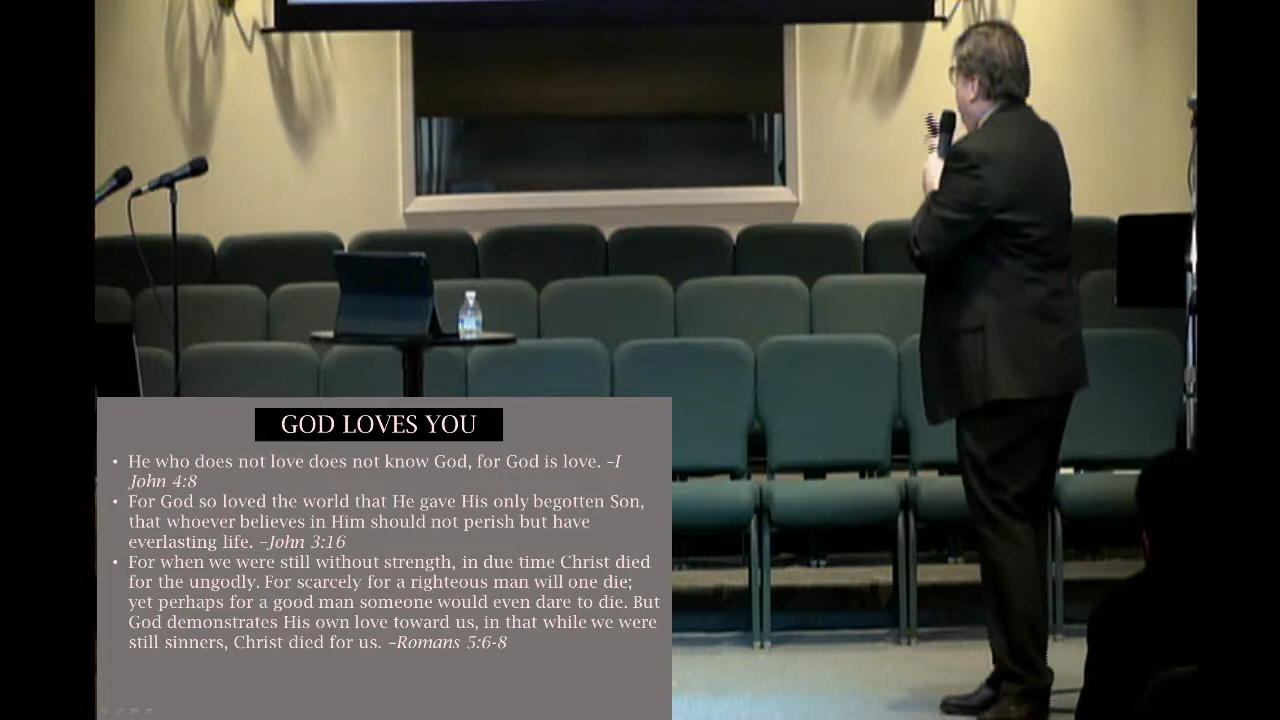 GOD LOVES YOU
• He who does not love does not know God, for God is love. –I
John 4:8
• For God so loved the world that He gave His only begotten Son,
that whoever believes in Him should not perish but have
everlasting life. –John 3:16
• For when we were still without strength, in due time Christ died
for the ungodly. For scarcely for a righteous man will one die;
yet perhaps for a good man someone would even dare to die. But
God demonstrates His own love toward us, in that while we were
still sinners, Christ died for us. –Romans 5:6-8